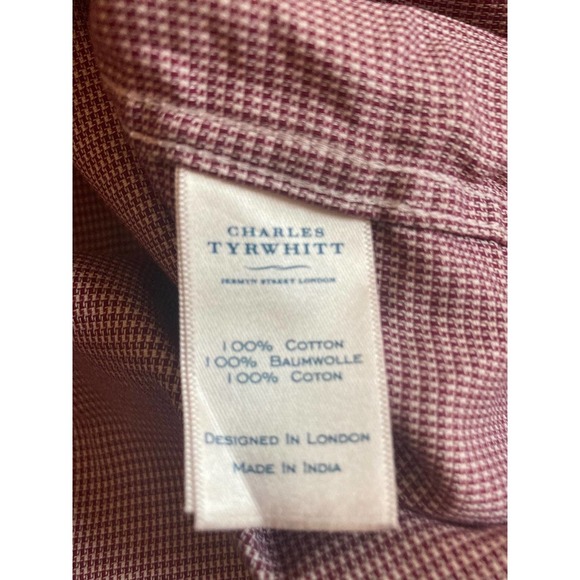 CHARLES
TYRWHITT
JERMYN STREET LONDON
100% COTTON
100% BAUMWOLLE
100% COTON
DESIGNED IN LONDON
MADE IN INDIA